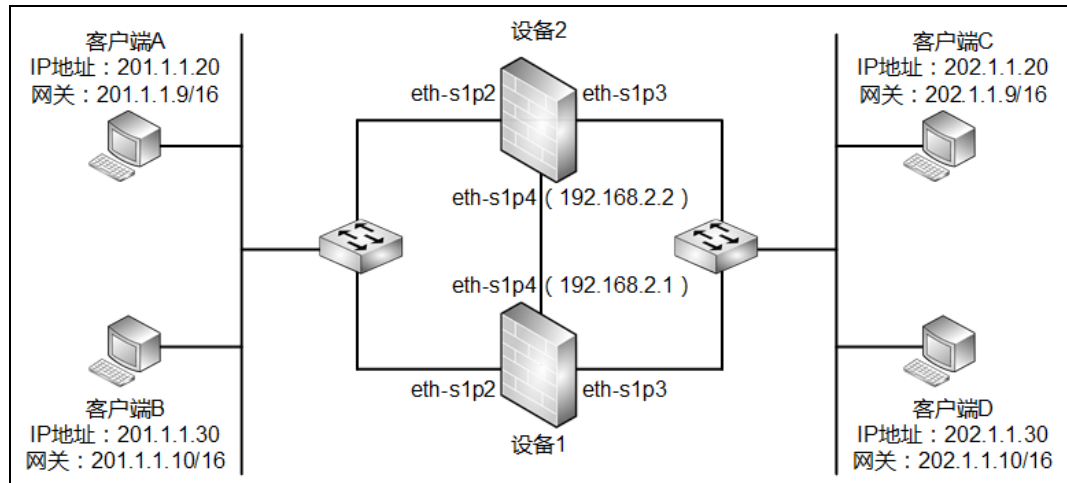 客户端A
IP地址：201.1.1.20
网关：201.1.1.9/16
设备2
eth-s1p2
eth-s1p3
客户端C
IP地址：202.1.1.20
网关：202.1.1.9/16
eth-s1p4（192.168.2.2）
eth-s1p4（192.168.2.1）
客户端B
IP地址：201.1.1.30
网关：201.1.1.10/16
eth-s1p2
eth-s1p3
设备1
客户端D
IP地址：202.1.1.30
网关：202.1.1.10/16